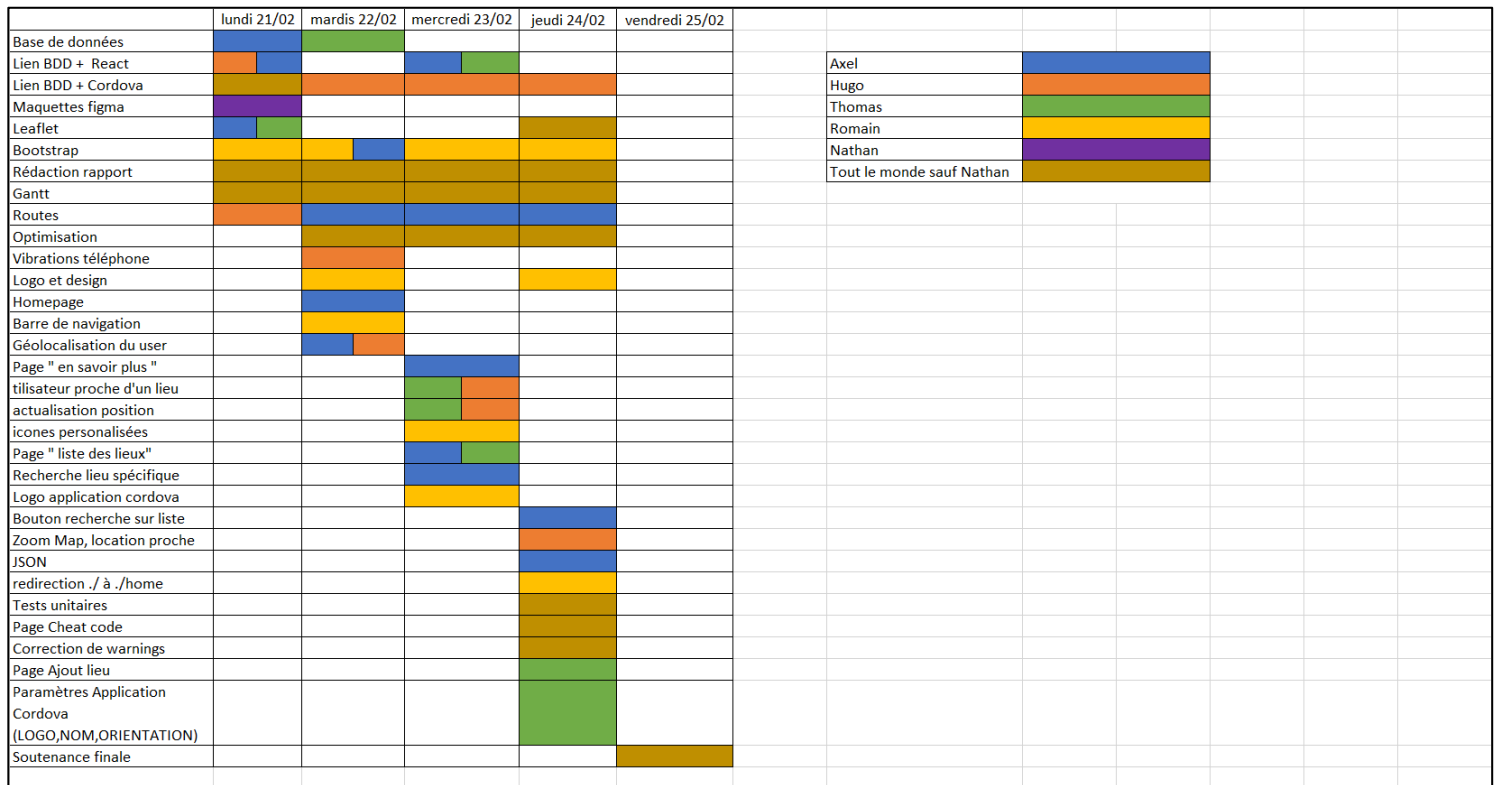 lundi 21/02 mardis 22/02 mercredi 23/02 jeudi 24/02 vendredi 25/02
Base de données
Lien BDD + React
Lien BDD + Cordova
Maquettes figma
Leaflet
Bootstrap
Rédaction rapport
Gantt
Routes
Optimisation
Vibrations téléphone
Logo et design
Homepage
Barre de navigation
Géolocalisation du user
Page " en savoir plus "
tilisateur proche d'un lieu
actualisation position
icones personalisées
Page " liste des lieux"
Recherche lieu spécifique
Logo application cordova
Bouton recherche sur liste
Zoom Map, location proche
JSON
redirection ./ à ./home
Tests unitaires
Page Cheat code
Correction de warnings
Page Ajout lieu
Paramètres Application
Cordova
(LOGO,NOM,ORIENTATION)
Soutenance finale
Axel
Hugo
Thomas
Romain
Nathan
Tout le monde sauf Nathan